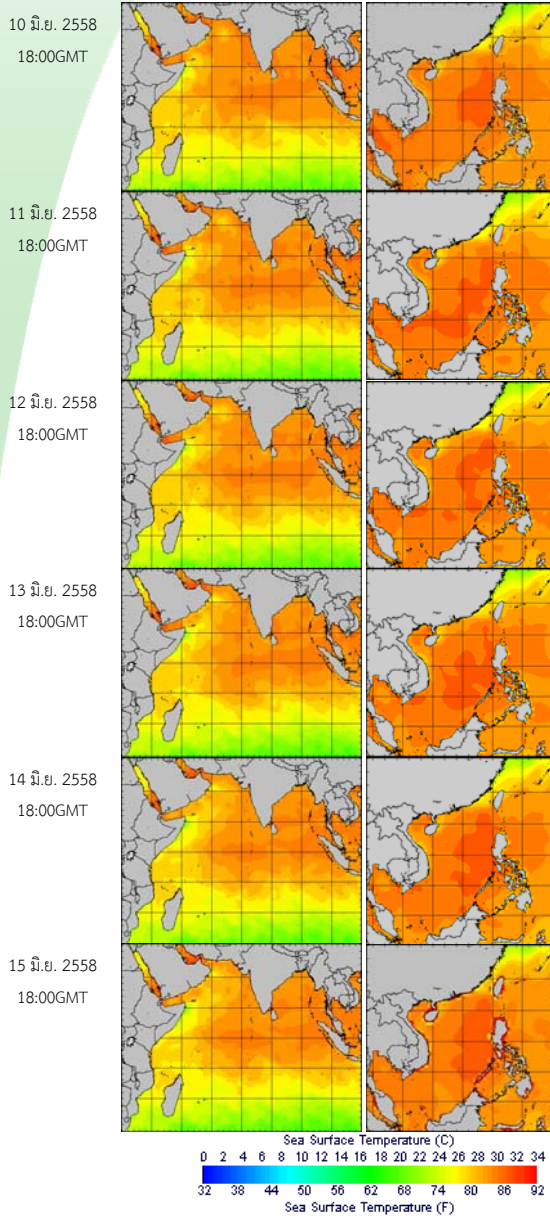 10 มิ.ย. 2558
18:00GMT
11 มิ.ย. 2558
18:00GMT
12 มิ.ย. 2558
18:00GMT
13 มิ.ย. 2558
18:00GMT
14 มิ.ย. 2558
18:00GMT
15 มิ.ย. 2558
18:00GMT
Sea Surface Temperature (C)
0 2 4 6 8 10 12 14 16 18 20 22 24 26 28 30 32 34
32 38 44 50 56 62 68 74 80 86 92
Sea Surface Temperature (F)